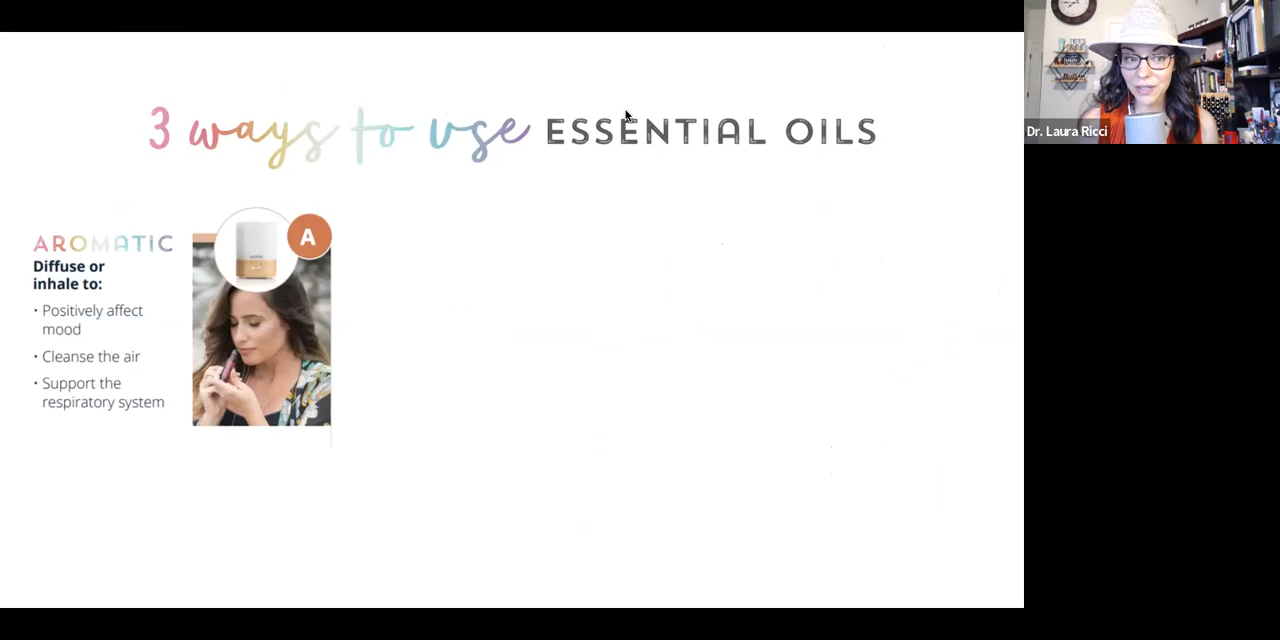 3 ways to use ESSENTIAL OILS
Dr. Laura Ricci
AROMATIC
A
Diffuse or
inhale to:
• Positively affect
mood
• Cleanse the air
• Support the
respiratory system